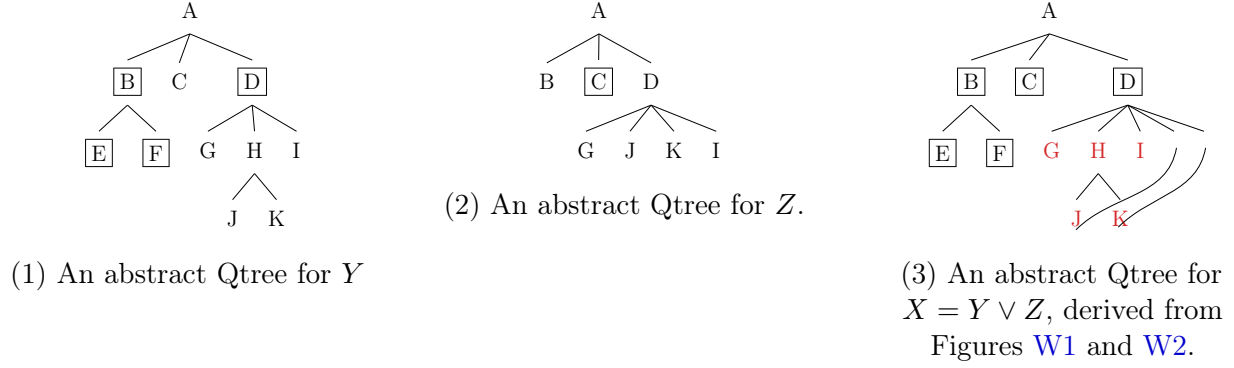 A
B C D
E F G H I
J K
(1) An abstract Qtree for Y
A
B C D
G J K I
(2) An abstract Qtree for Z.
A
B C D
E F G H I
J K
(3) An abstract Qtree for
X = Y ∨ Z, derived from
Figures W1 and W2.